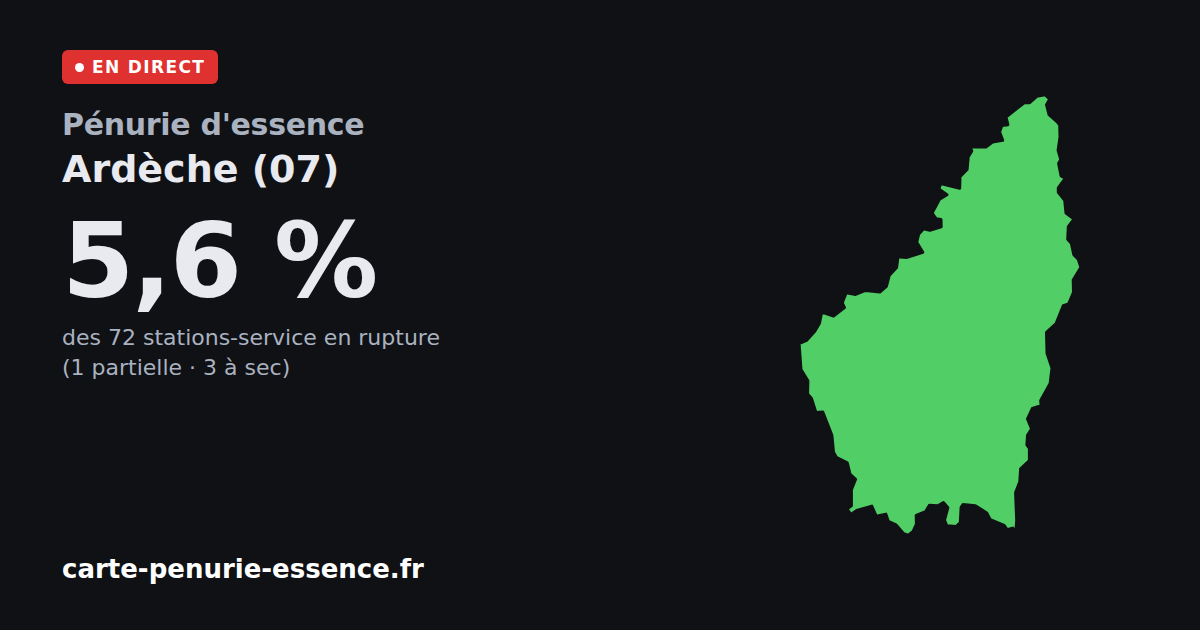 EN DIRECT
Pénurie d'essence
Ardèche (07)
5,6 %
des 72 stations-service en rupture
(1 partielle · 3 à sec)
carte-penurie-essence.fr